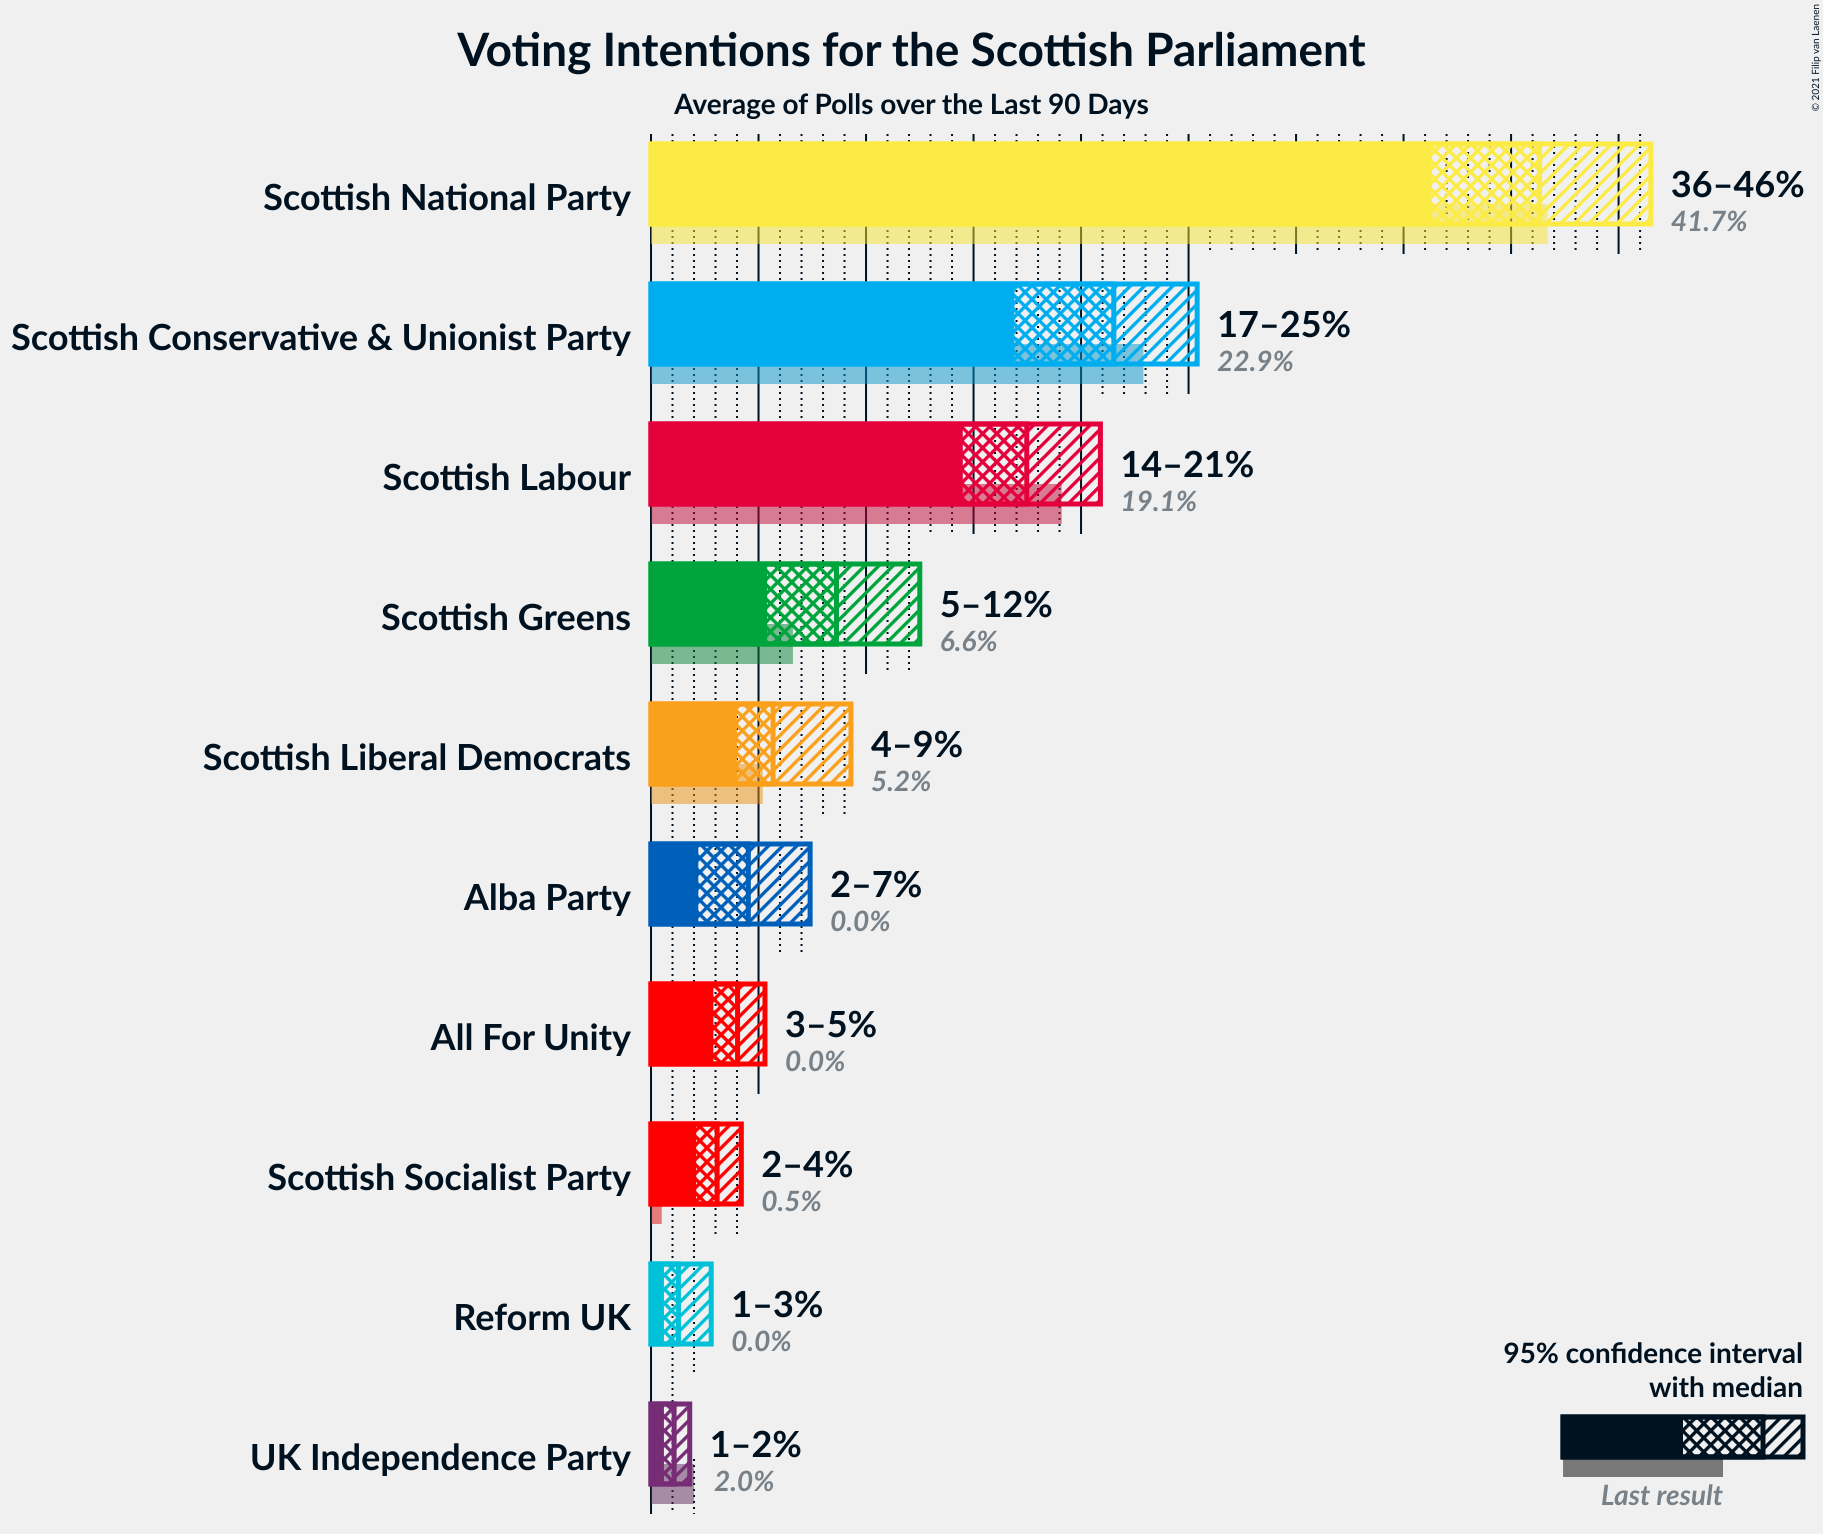 Voting Intentions for the Scottish Parliament
Average of Polls over the Last 90 Days
© 2021 Filip van Laenen
Scottish National Party
36–46%
41.7%
Scottish Conservative & Unionist Party
17–25%
22.9%
Scottish Labour
14–21%
19.1%
Scottish Greens
5–12%
6.6%
Scottish Liberal Democrats
4–9%
5.2%
Alba Party
2–7%
0.0%
All For Unity
3–5%
0.0%
Scottish Socialist Party
2–4%
0.5%
Reform UK
1–3%
0.0%
UK Independence Party
1–2%
2.0%
95% confidence interval
with median
Last result